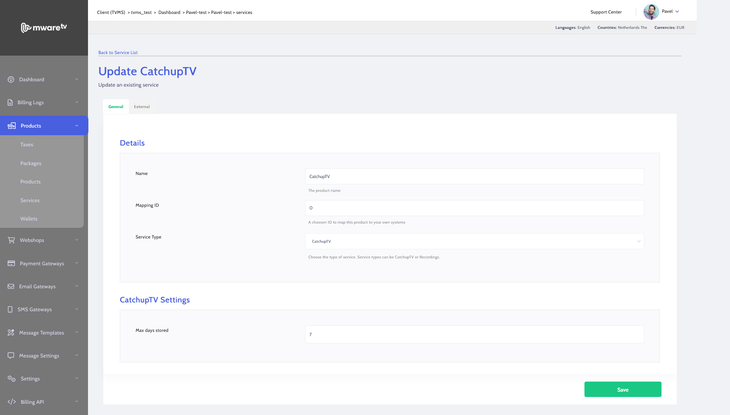 Client (TVMS) > tvms_test > Dashboard > Pavel-test > Pavel-test > services
Support Center
Pavel
mwaretv
Languages: English Countries: Netherlands The Currencies: EUR
Back to Service List
Update CatchupTV
Update an existing service
Dashboard
Billing Logs
Products
Taxes
Packages
Products
Services
Wallets
Webshops
Payment Gateways
Email Gateways
SMS Gateways
Message Templates
Message Settings
Settings
Billing API
General External
Details
Name
CatchupTV
The product name
Mapping ID
0
A chosen ID to map this product to your own systems
Service Type
CatchupTV
Choose the type of service. Service types can be CatchupTV or Recordings.
CatchupTV Settings
Max days stored
7
Save